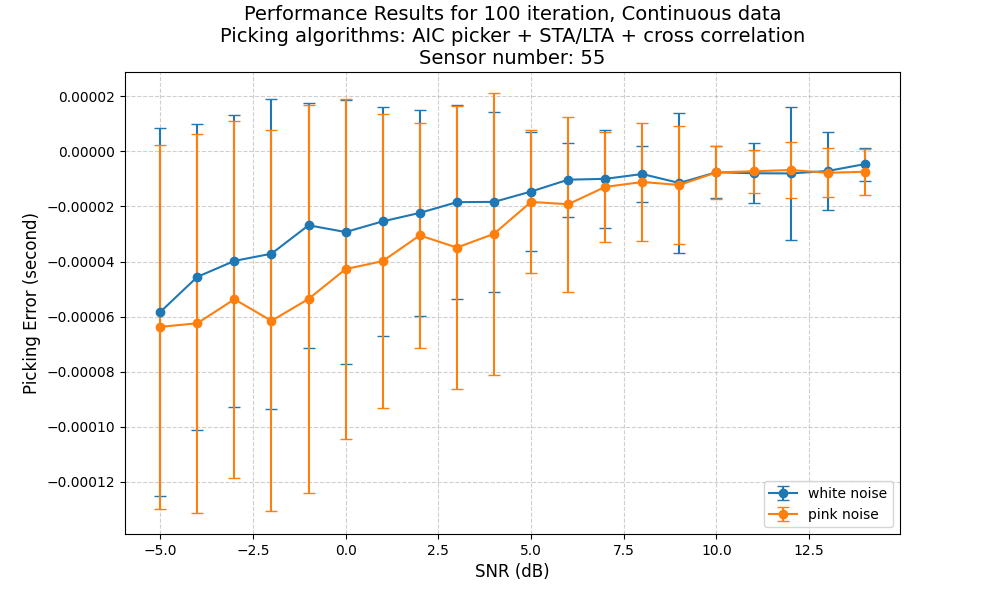 Performance Results for 100 iteration, Continuous data
Picking algorithms: AIC picker + STA/LTA + cross correlation
Sensor number: 55
0.00002
0.00000
−0.00002
−0.00004
−0.00006
−0.00008
−0.00010
−0.00012
Picking Error (second)
white noise
pink noise
−5.0 −2.5 0.0 2.5 5.0 7.5 10.0 12.5
SNR (dB)